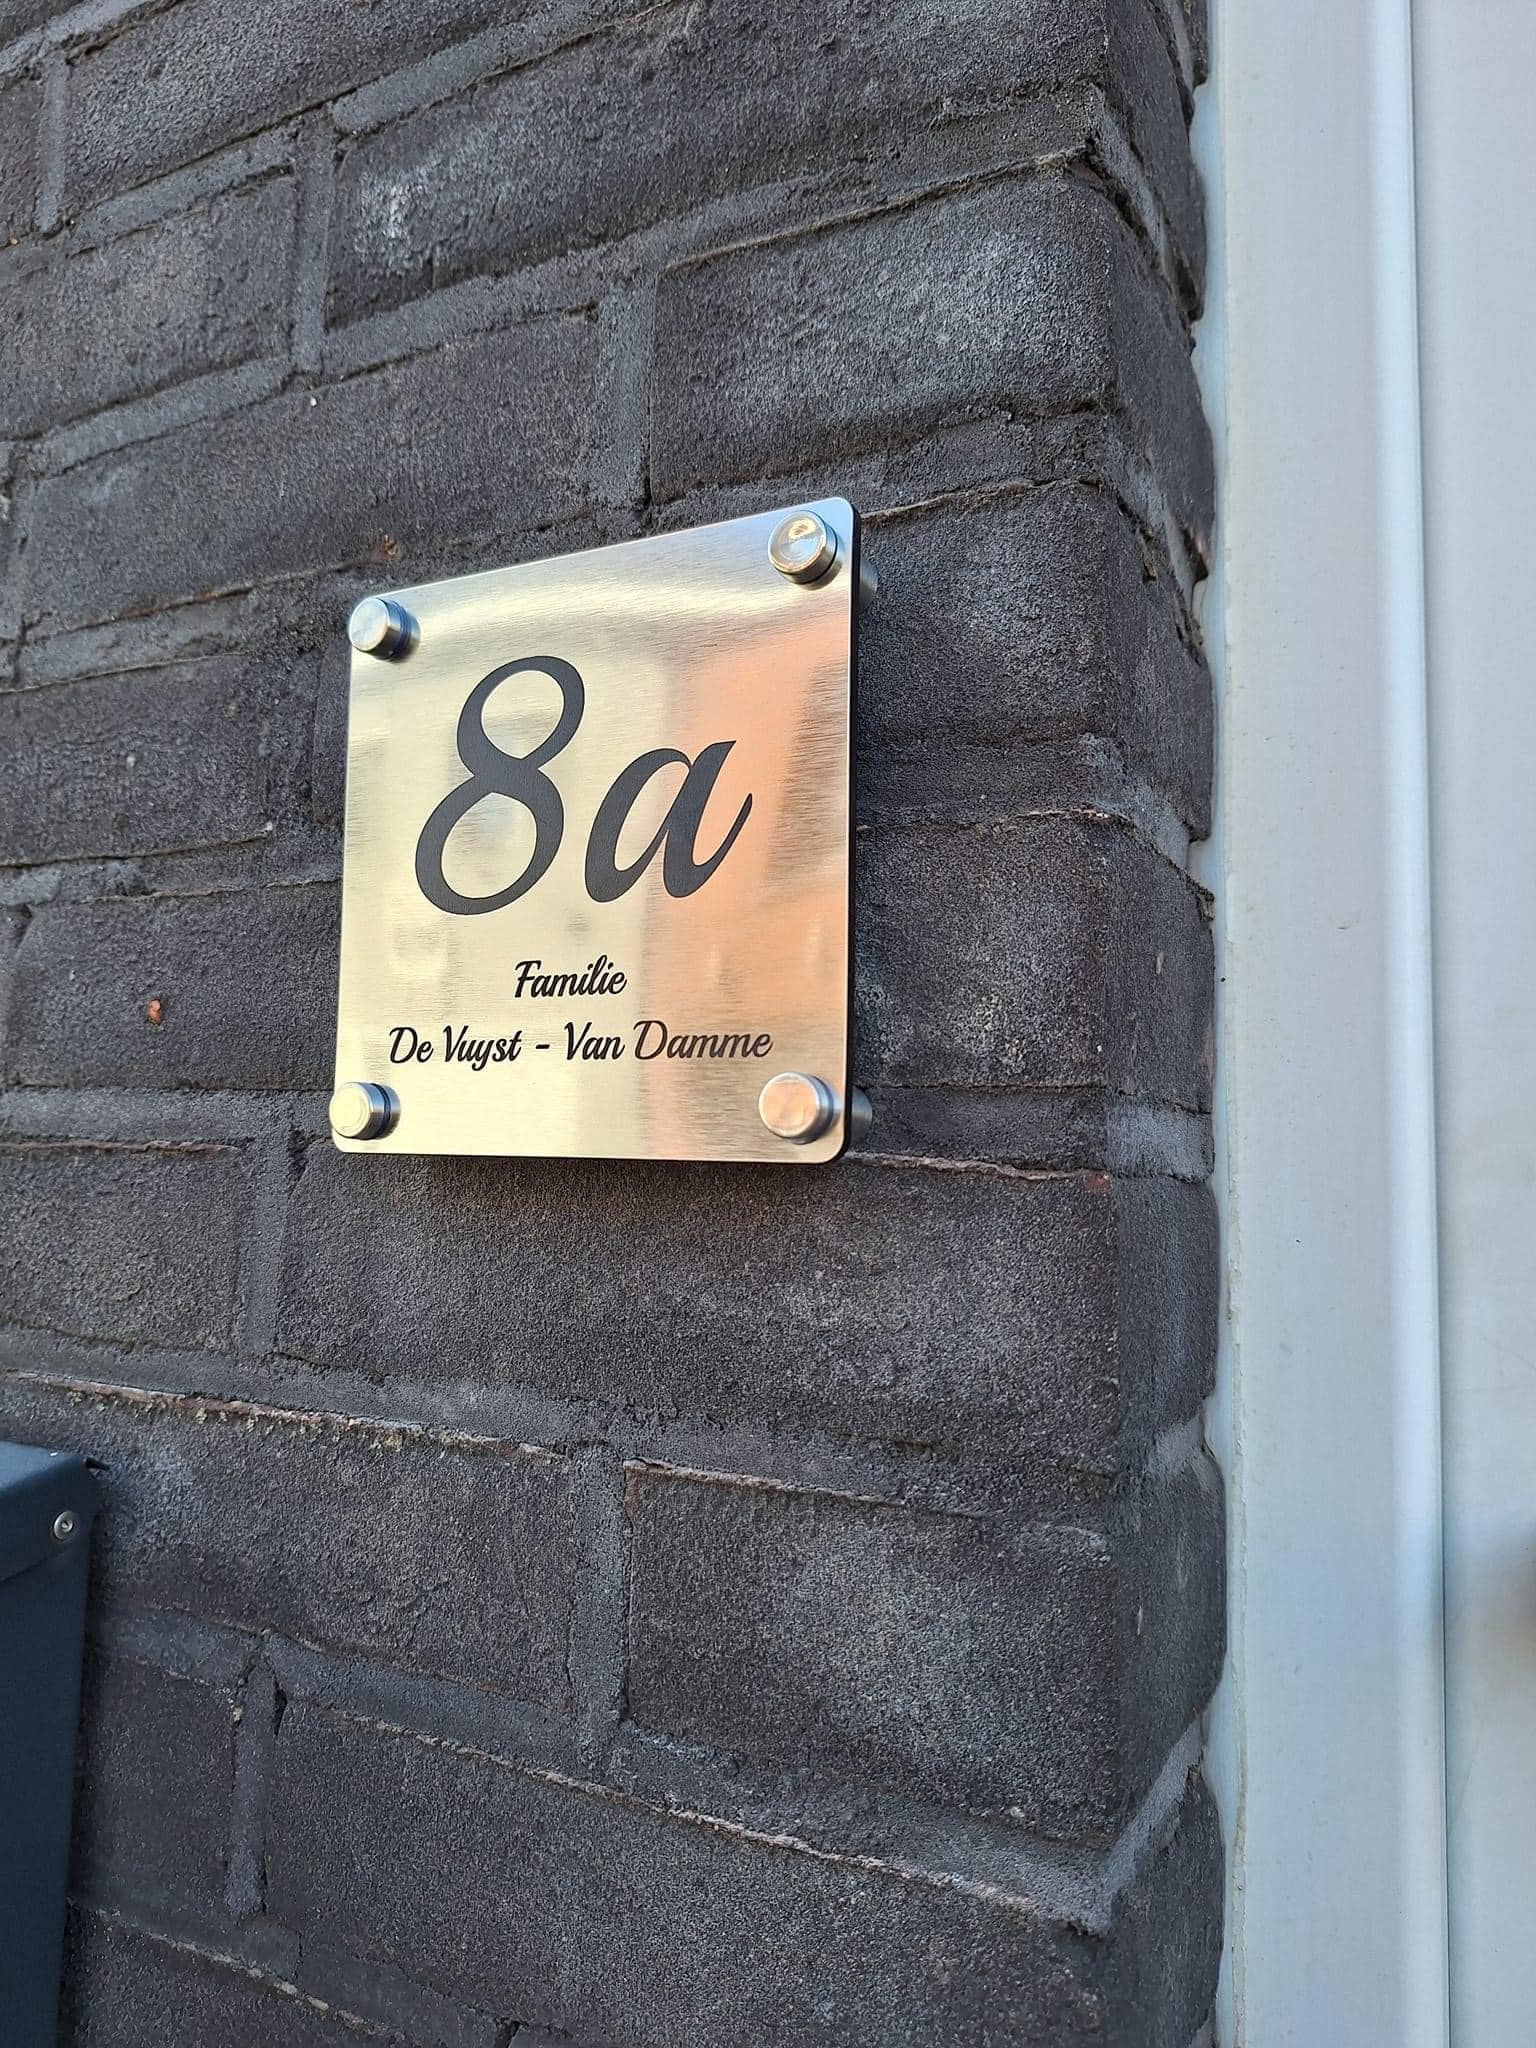 8a
Familie
De Vuyst - Van Damme